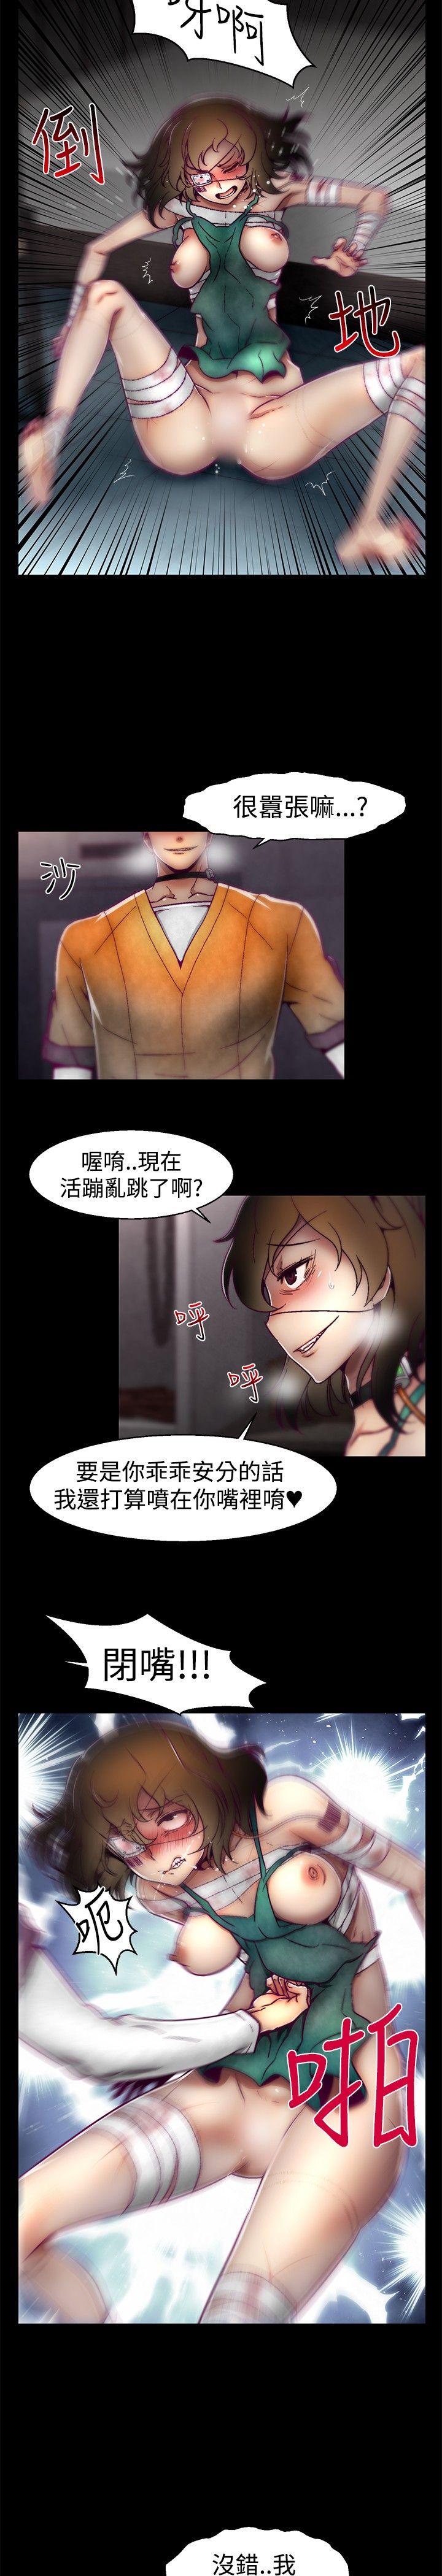 呀啊
倒
地
很囂張嘛...?
沙
喔唷..現在
活蹦亂跳了啊?
呼
呼
要是你乖乖安分的話
我還打算噴在你嘴裡唷♥
閉嘴!!!
呃
啪
沒錯..我